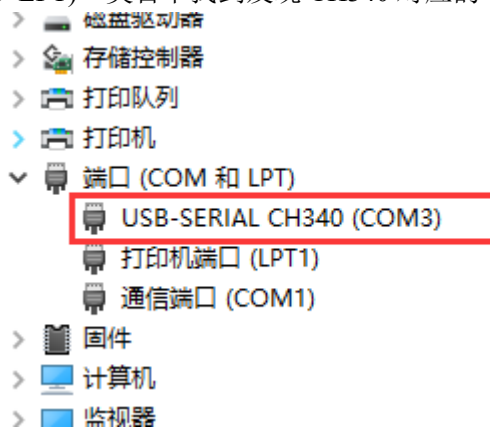 磁盘驱动器
存储控制器
打印队列
打印机
端口 (COM 和 LPT)
USB-SERIAL CH340 (COM3)
打印机端口 (LPT1)
通信端口 (COM1)
固件
计算机
监视器